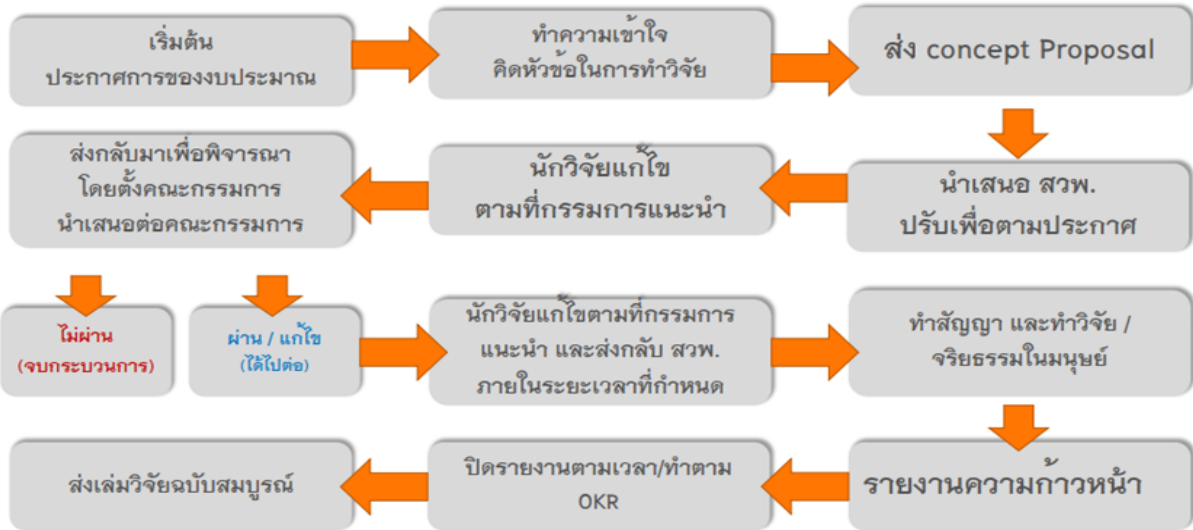 เริ่มต้น
ประกาศการของบประมาณ
ทำความเข้าใจ
คิดหัวข้อในการทำวิจัย
ส่ง concept Proposal
นำเสนอ สวพ.
ปรับเพื่อตามประกาศ
นักวิจัยแก้ไข
ตามที่กรรมการแนะนำ
ส่งกลับมาเพื่อพิจารณา
โดยตั้งคณะกรรมการ
นำเสนอต่อคณะกรรมการ
ไม่ผ่าน
(จบกระบวนการ)
ผ่าน / แก้ไข
(ได้ไปต่อ)
นักวิจัยแก้ไขตามที่กรรมการ
แนะนำ และส่งกลับ สวพ.
ภายในระยะเวลาที่กำหนด
ทำสัญญา และทำวิจัย /
จริยธรรมในมนุษย์
รายงานความก้าวหน้า
ปิดรายงานตามเวลา/ทำตาม
OKR
ส่งเล่มวิจัยฉบับสมบูรณ์